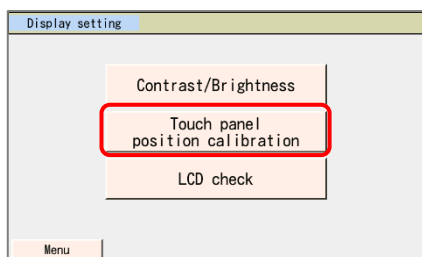 Display setting
Contrast/Brightness
Touch panel
position calibration
LCD check
Menu